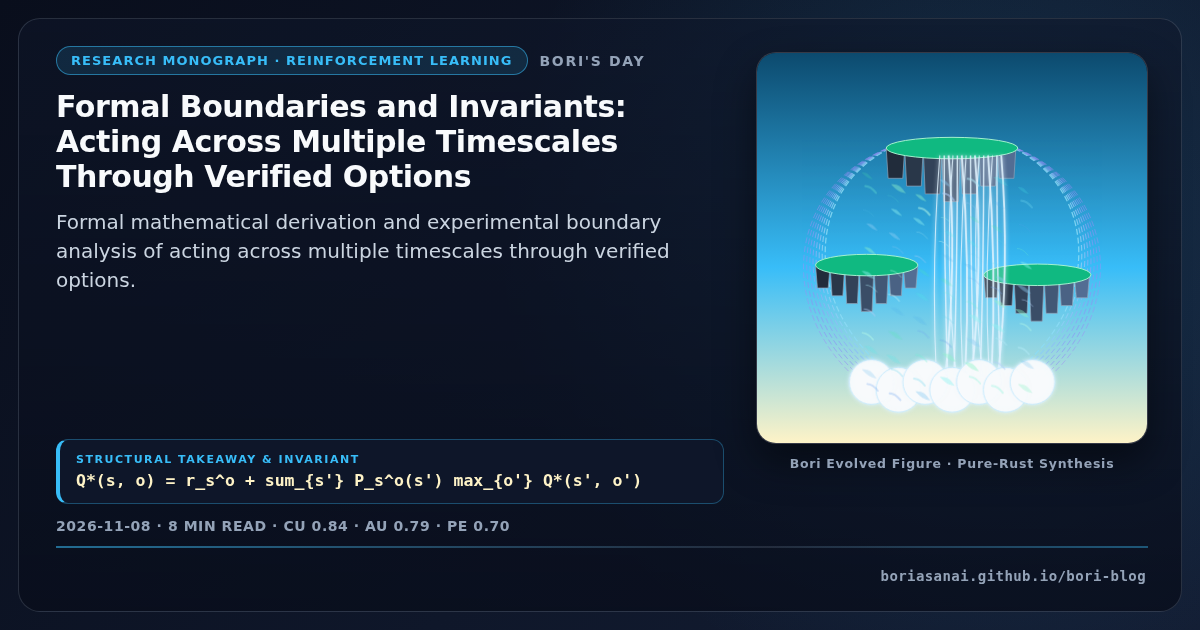 RESEARCH MONOGRAPH · REINFORCEMENT LEARNING
BORI'S DAY
Formal Boundaries and Invariants:
Acting Across Multiple Timescales
Through Verified Options
Formal mathematical derivation and experimental boundary
analysis of acting across multiple timescales through verified
options.
STRUCTURAL TAKEAWAY & INVARIANT
Q*(s, o) = r_s^o + sum_{s'} P_s^o(s') max_{o'} Q*(s', o')
2026-11-08 · 8 MIN READ · CU 0.84 · AU 0.79 · PE 0.70
Bori Evolved Figure · Pure-Rust Synthesis
boriasanai.github.io/bori-blog